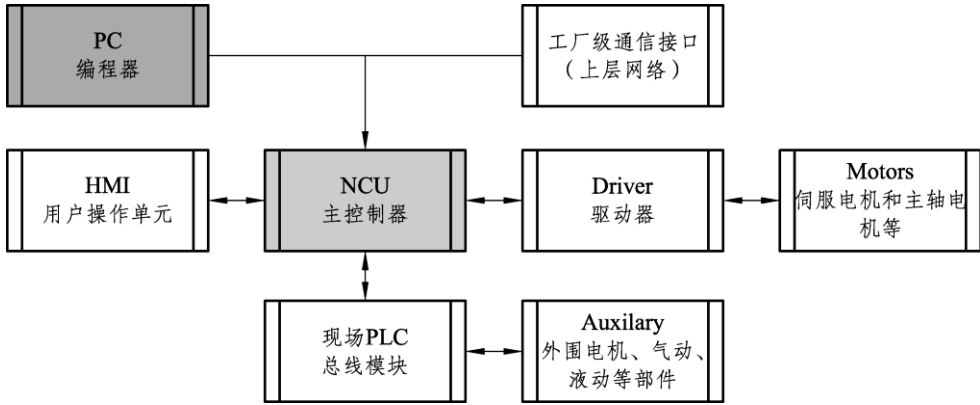 PC
编程器
工厂级通信接口
（上层网络）
HMI
用户操作单元
NCU
主控制器
Driver
驱动器
Motors
伺服电机和主轴电
机等
现场PLC
总线模块
Auxilary
外围电机、气动、
液动等部件